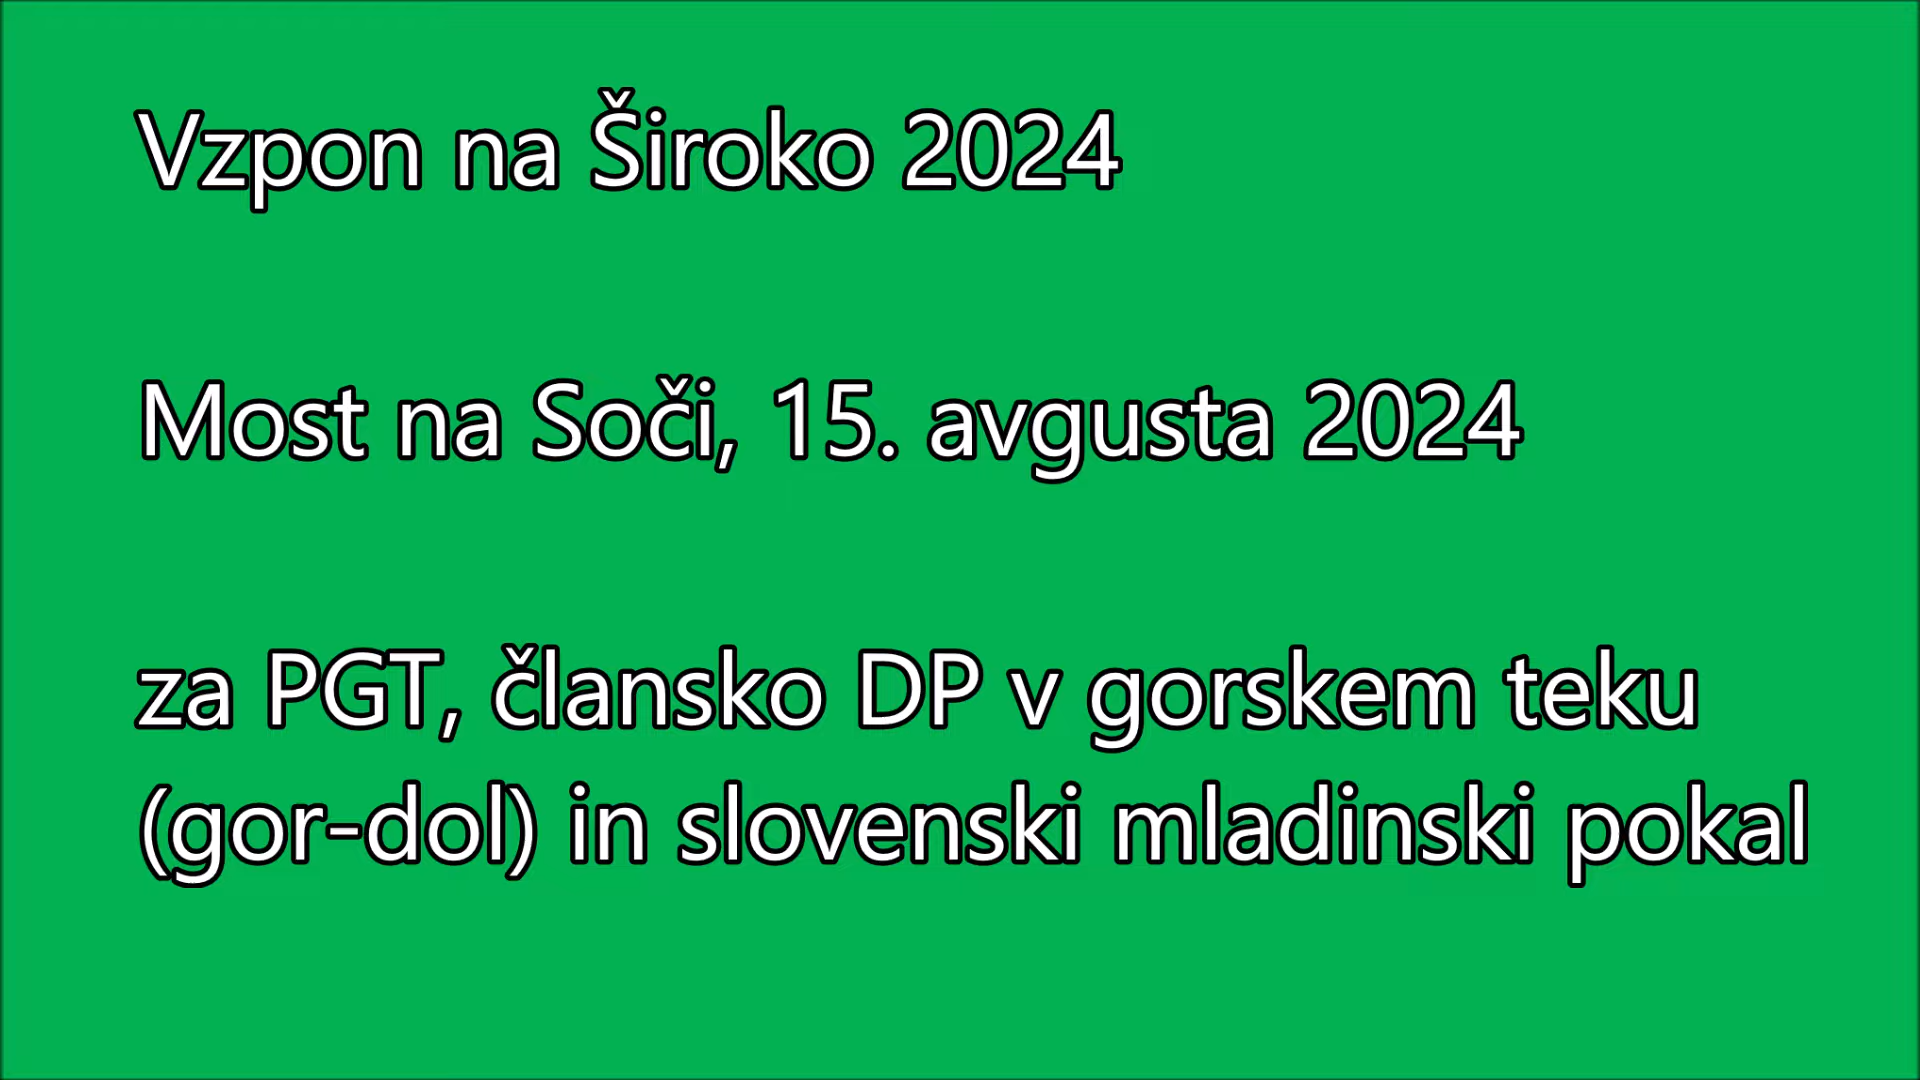 Vzpon na Široko 2024
Most na Soči, 15. avgusta 2024
za PGT, člansko DP v gorskem teku
(gor-dol) in slovenski mladinski pokal